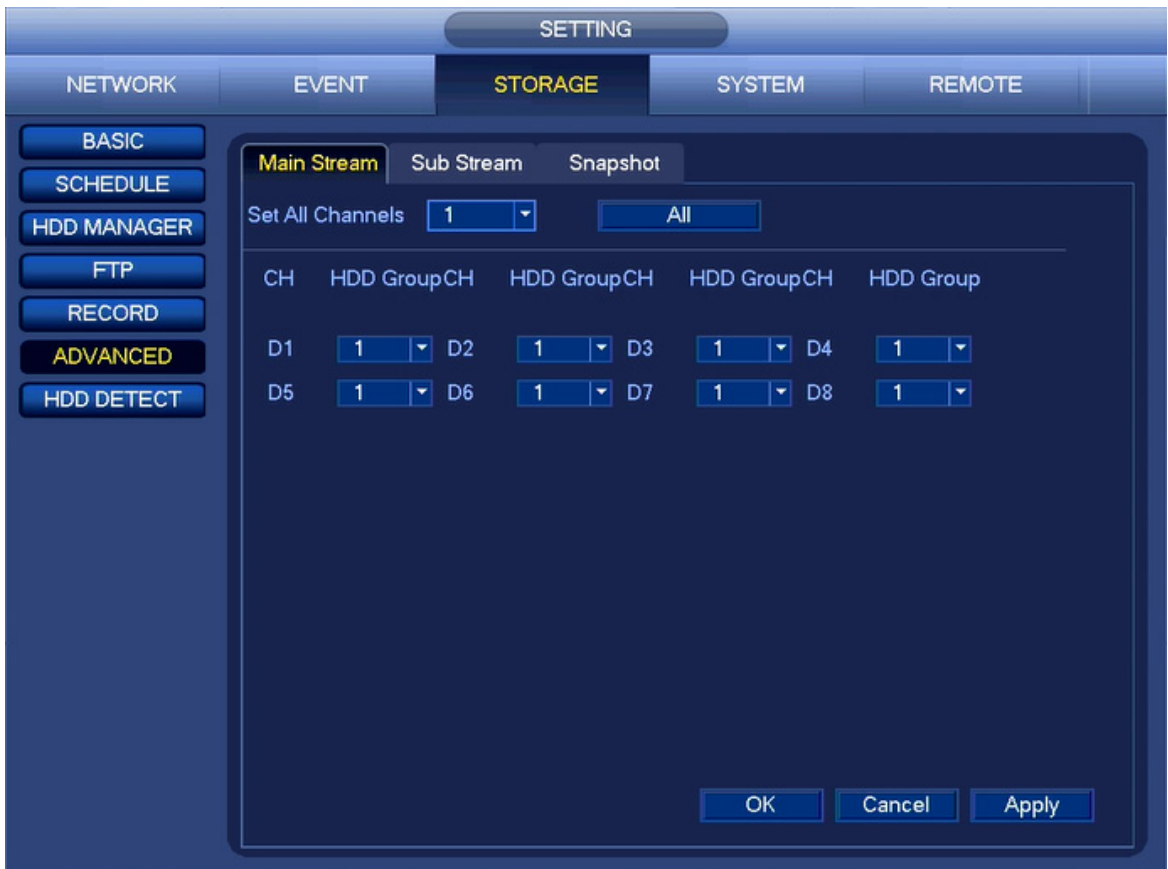 SETTING
NETWORK EVENT STORAGE SYSTEM REMOTE
BASIC
SCHEDULE
HDD MANAGER
FTP
RECORD
ADVANCED
HDD DETECT
Main Stream Sub Stream Snapshot
Set All Channels 1 All
CH HDD Group CH HDD Group CH HDD Group CH HDD Group
D1 1 D2 1 D3 1 D4 1
D5 1 D6 1 D7 1 D8 1
OK Cancel Apply